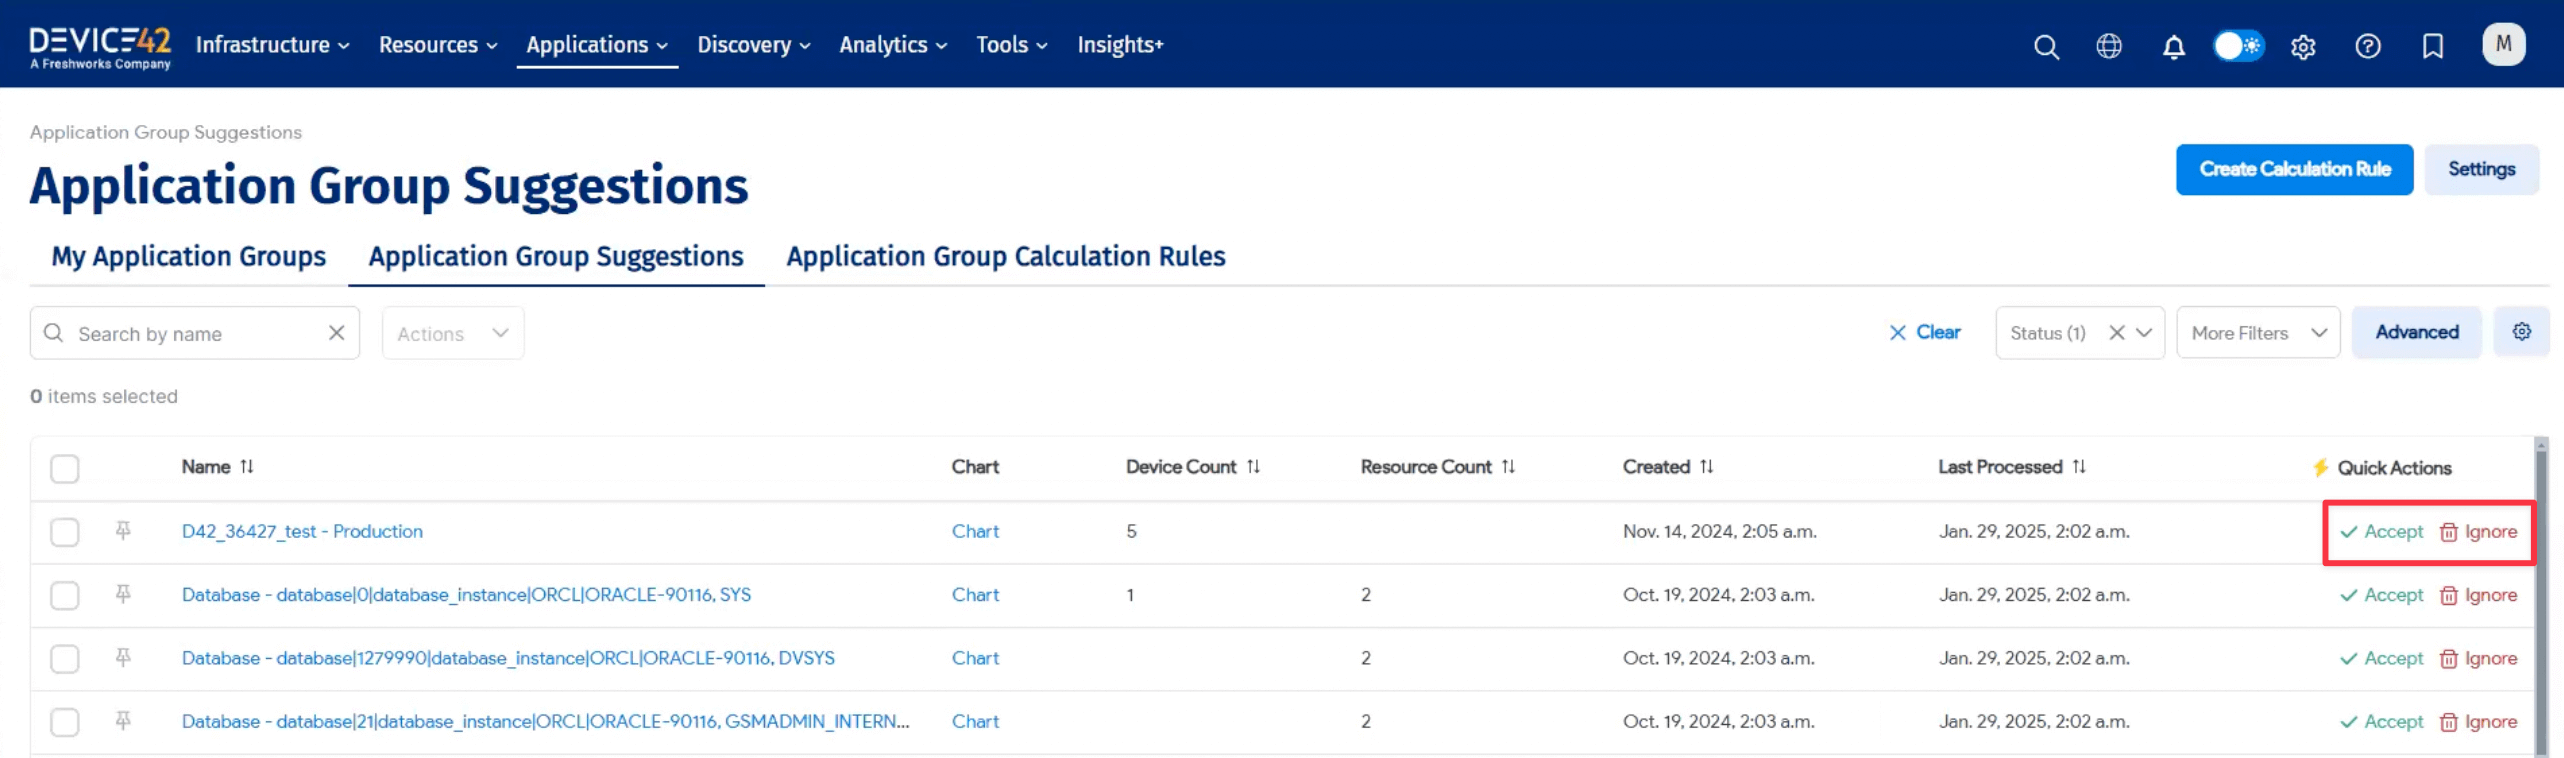 DEVICE42
A Freshworks Company
Infrastructure Resources Applications Discovery Analytics Tools Insights+
M
Application Group Suggestions
Application Group Suggestions
Create Calculation Rule Settings
My Application Groups Application Group Suggestions Application Group Calculation Rules
Search by name Actions Clear Status (1) More Filters Advanced
0 items selected
Name Chart Device Count Resource Count Created Last Processed Quick Actions
D42_36427_test - Production Chart 5 Nov. 14, 2024, 2:05 a.m. Jan. 29, 2025, 2:02 a.m. Accept Ignore
Database - database|0|database_instance|ORCL|ORACLE-90116, SYS Chart 1 2 Oct. 19, 2024, 2:03 a.m. Jan. 29, 2025, 2:02 a.m. Accept Ignore
Database - database|1279990|database_instance|ORCL|ORACLE-90116, DVSYS Chart 2 Oct. 19, 2024, 2:03 a.m. Jan. 29, 2025, 2:02 a.m. Accept Ignore
Database - database|21|database_instance|ORCL|ORACLE-90116, GSMADMIN_INTERN... Chart 2 Oct. 19, 2024, 2:03 a.m. Jan. 29, 2025, 2:02 a.m. Accept Ignore